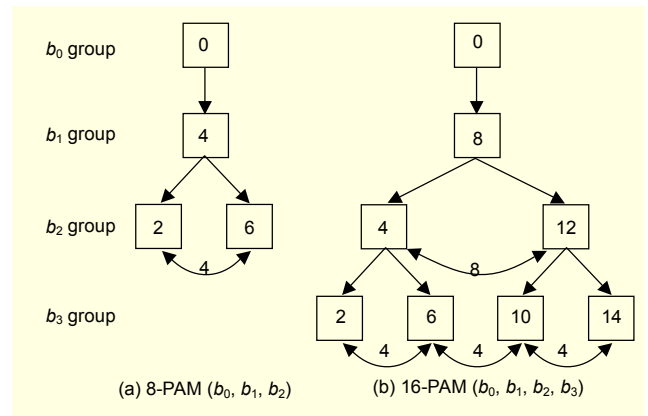 b0 group 0 0
b1 group 4 8
b2 group 2 6 4 12
4 8
b3 group 2 6 10 14
4 4 4
(a) 8-PAM (b0, b1, b2) (b) 16-PAM (b0, b1, b2, b3)